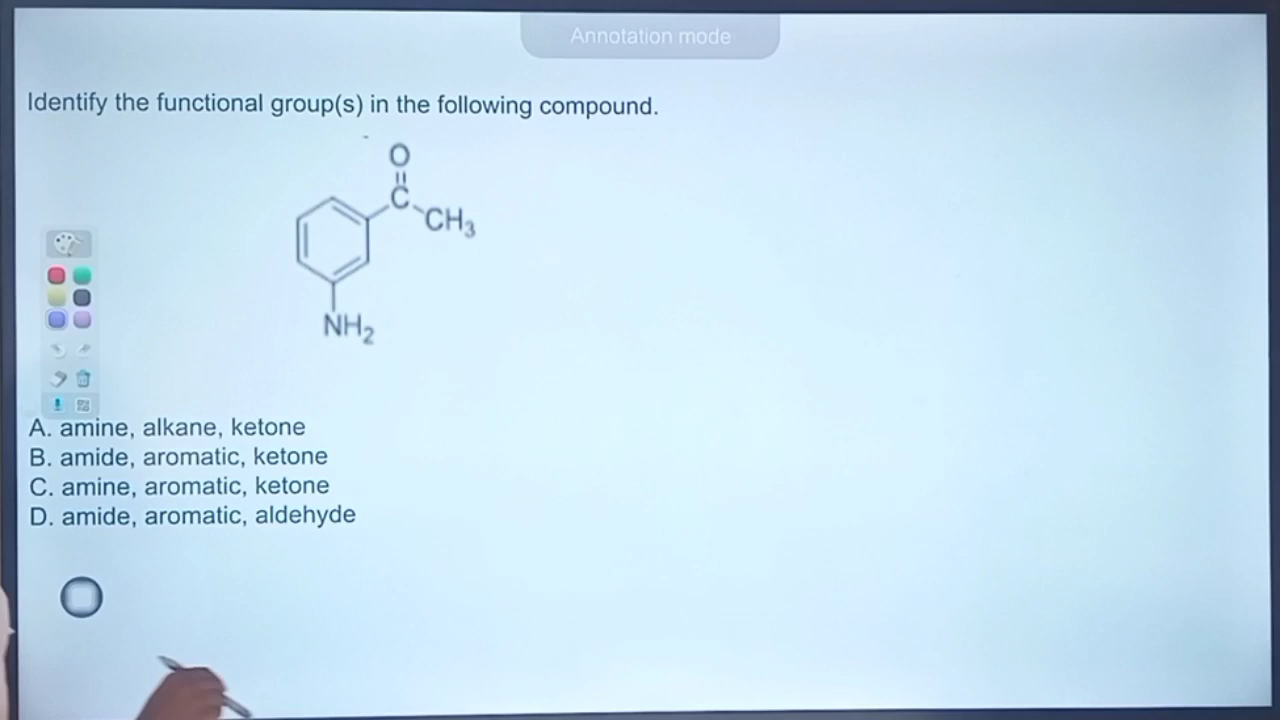 Annotation mode
Identify the functional group(s) in the following compound.
O
C
CH₃
NH₂
A. amine, alkane, ketone
B. amide, aromatic, ketone
C. amine, aromatic, ketone
D. amide, aromatic, aldehyde